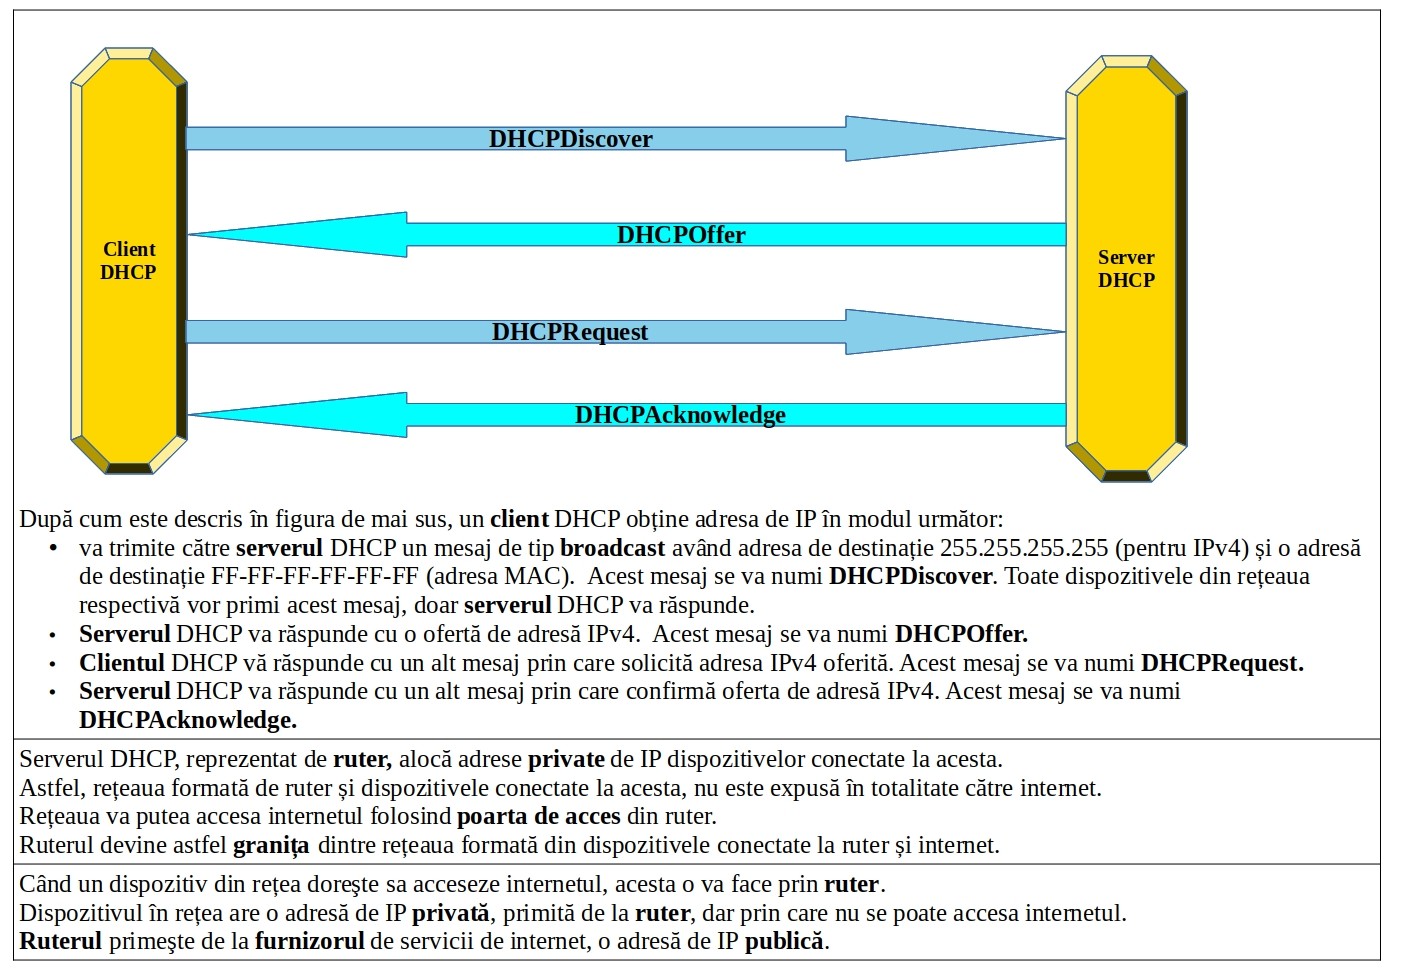 DHCPDiscover
DHCPOffer
Client
DHCP
Server
DHCP
DHCPRequest
DHCPAcknowledge
După cum este descris în figura de mai sus, un client DHCP obține adresa de IP în modul următor:
• va trimite către serverul DHCP un mesaj de tip broadcast având adresa de destinație 255.255.255.255 (pentru IPv4) și o adresă
de destinație FF-FF-FF-FF-FF-FF (adresa MAC). Acest mesaj se va numi DHCPDiscover. Toate dispozitivele din rețeaua
respectivă vor primi acest mesaj, doar serverul DHCP va răspunde.
• Serverul DHCP va răspunde cu o ofertă de adresă IPv4. Acest mesaj se va numi DHCPOffer.
• Clientul DHCP vă răspunde cu un alt mesaj prin care solicită adresa IPv4 oferită. Acest mesaj se va numi DHCPRequest.
• Serverul DHCP va răspunde cu un alt mesaj prin care confirmă oferta de adresă IPv4. Acest mesaj se va numi
DHCPAcknowledge.
Serverul DHCP, reprezentat de ruter, alocă adrese private de IP dispozitivelor conectate la acesta.
Astfel, rețeaua formată de ruter și dispozitivele conectate la acesta, nu este expusă în totalitate către internet.
Rețeaua va putea accesa internetul folosind poarta de acces din ruter.
Ruterul devine astfel granița dintre rețeaua formată din dispozitivele conectate la ruter și internet.
Când un dispozitiv din rețea dorește sa acceseze internetul, acesta o va face prin ruter.
Dispozitivul în rețea are o adresă de IP privată, primită de la ruter, dar prin care nu se poate accesa internetul.
Ruterul primește de la furnizorul de servicii de internet, o adresă de IP publică.